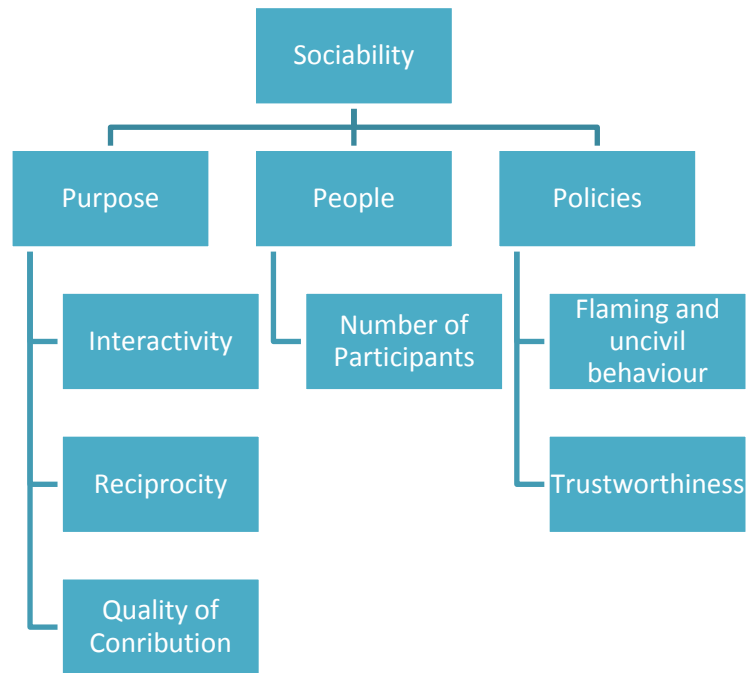 Sociability
Purpose
People
Policies
Interactivity
Number of
Participants
Flaming and
uncivil
behaviour
Reciprocity
Trustworthiness
Quality of
Conribution